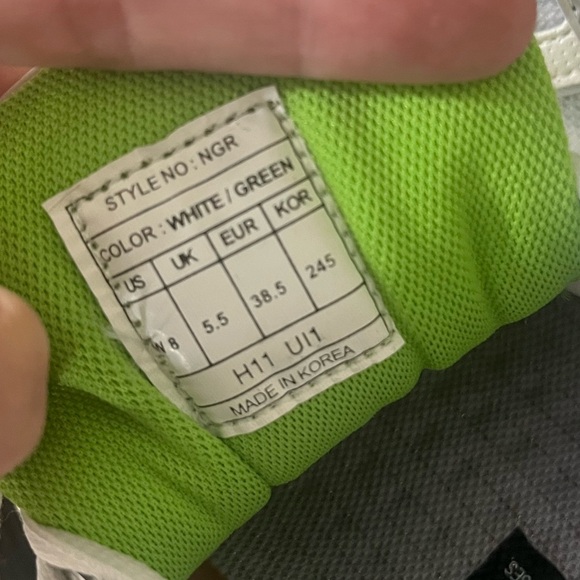 STYLE NO : NGR
COLOR : WHITE / GREEN
US UK EUR KOR
W 8 5.5 38.5 245
H11 UI1
MADE IN KOREA